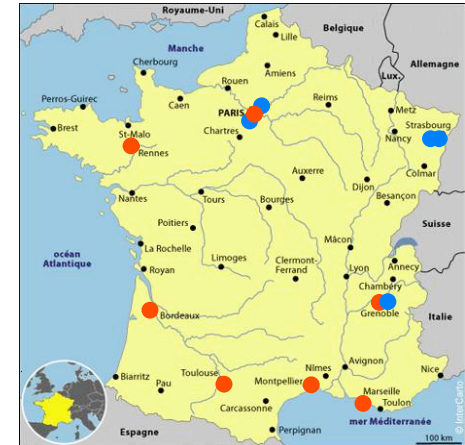 Royaume-Uni
Calais
Lille
Belgique
Manche
Allemagne
Cherbourg
Amiens
Lux.
Rouen
Perros-Guirec
Caen
PARIS
Reims
Metz
Strasbourg
Brest
St-Malo
Chartres
Nancy
Rennes
Colmar
Auxerre
Dijon
Besançon
Nantes
Tours
Bourges
Suisse
Poitiers
océan
Atlantique
La Rochelle
Mâcon
Royan
Limoges
Clermont-
Ferrand
Lyon
Annecy
Chambéry
Bordeaux
Grenoble
Italie
Avignon
Biarritz
Pau
Toulouse
Montpellier
Nîmes
Nice
Marseille
Carcassonne
Toulon
mer Méditerranée
Espagne
Perpignan
100 km
© InterCarto